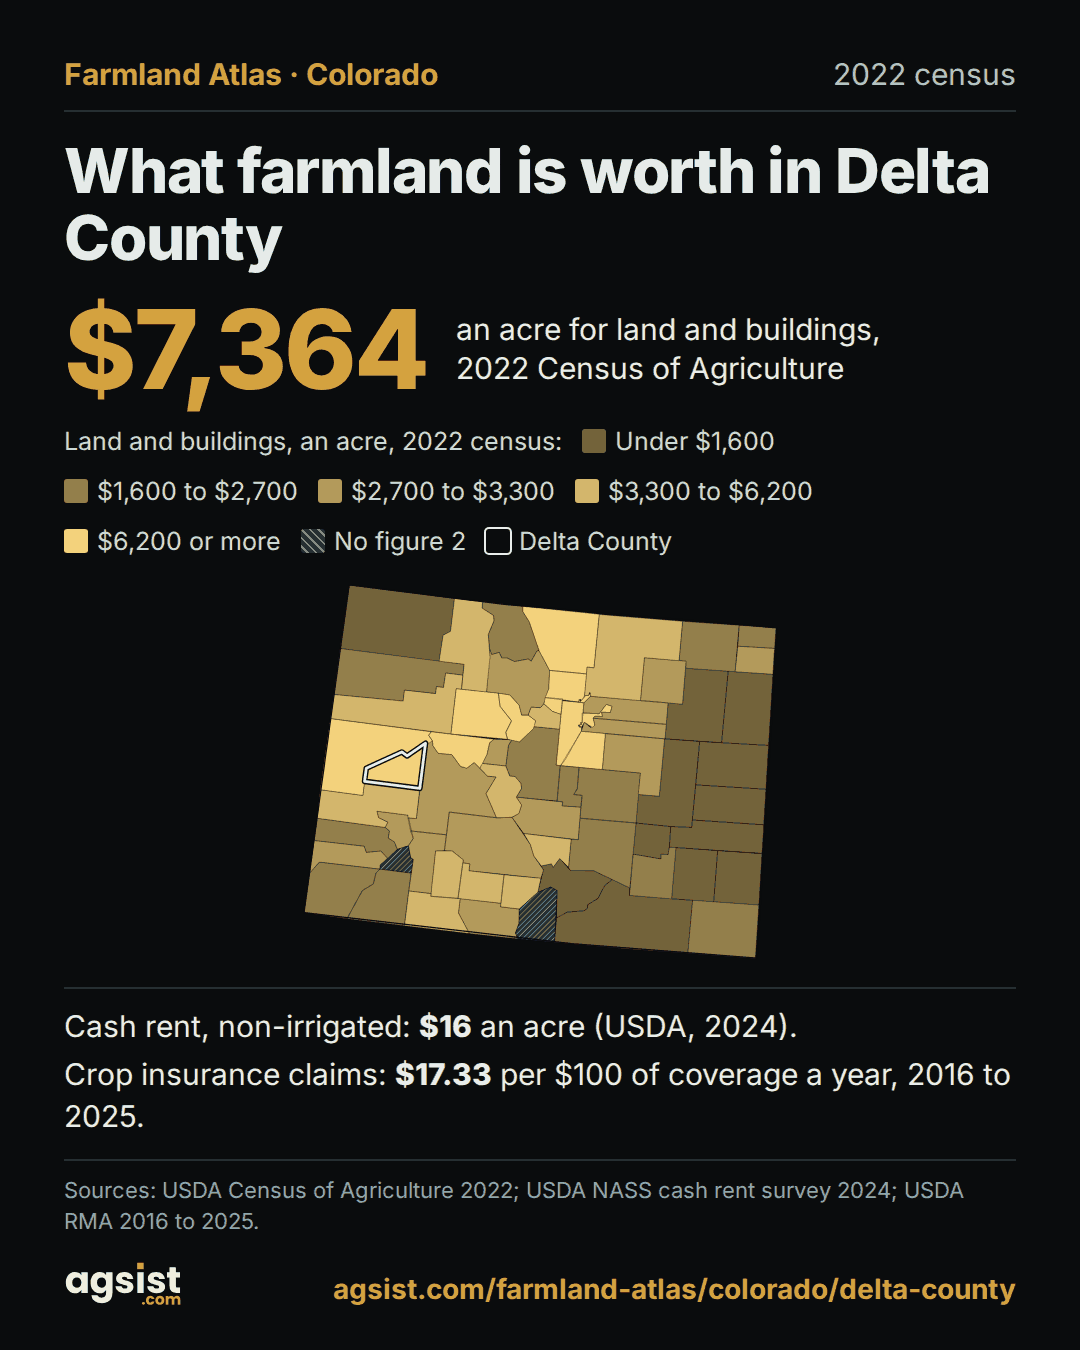 Farmland Atlas · Colorado
2022 census
What farmland is worth in Delta
County
$7,364
an acre for land and buildings,
2022 Census of Agriculture
Land and buildings, an acre, 2022 census: Under $1,600
$1,600 to $2,700 $2,700 to $3,300 $3,300 to $6,200
$6,200 or more No figure 2 Delta County
Cash rent, non-irrigated: $16 an acre (USDA, 2024).
Crop insurance claims: $17.33 per $100 of coverage a year, 2016 to
2025.
Sources: USDA Census of Agriculture 2022; USDA NASS cash rent survey 2024; USDA
RMA 2016 to 2025.
agsist
.com
agsist.com/farmland-atlas/colorado/delta-county